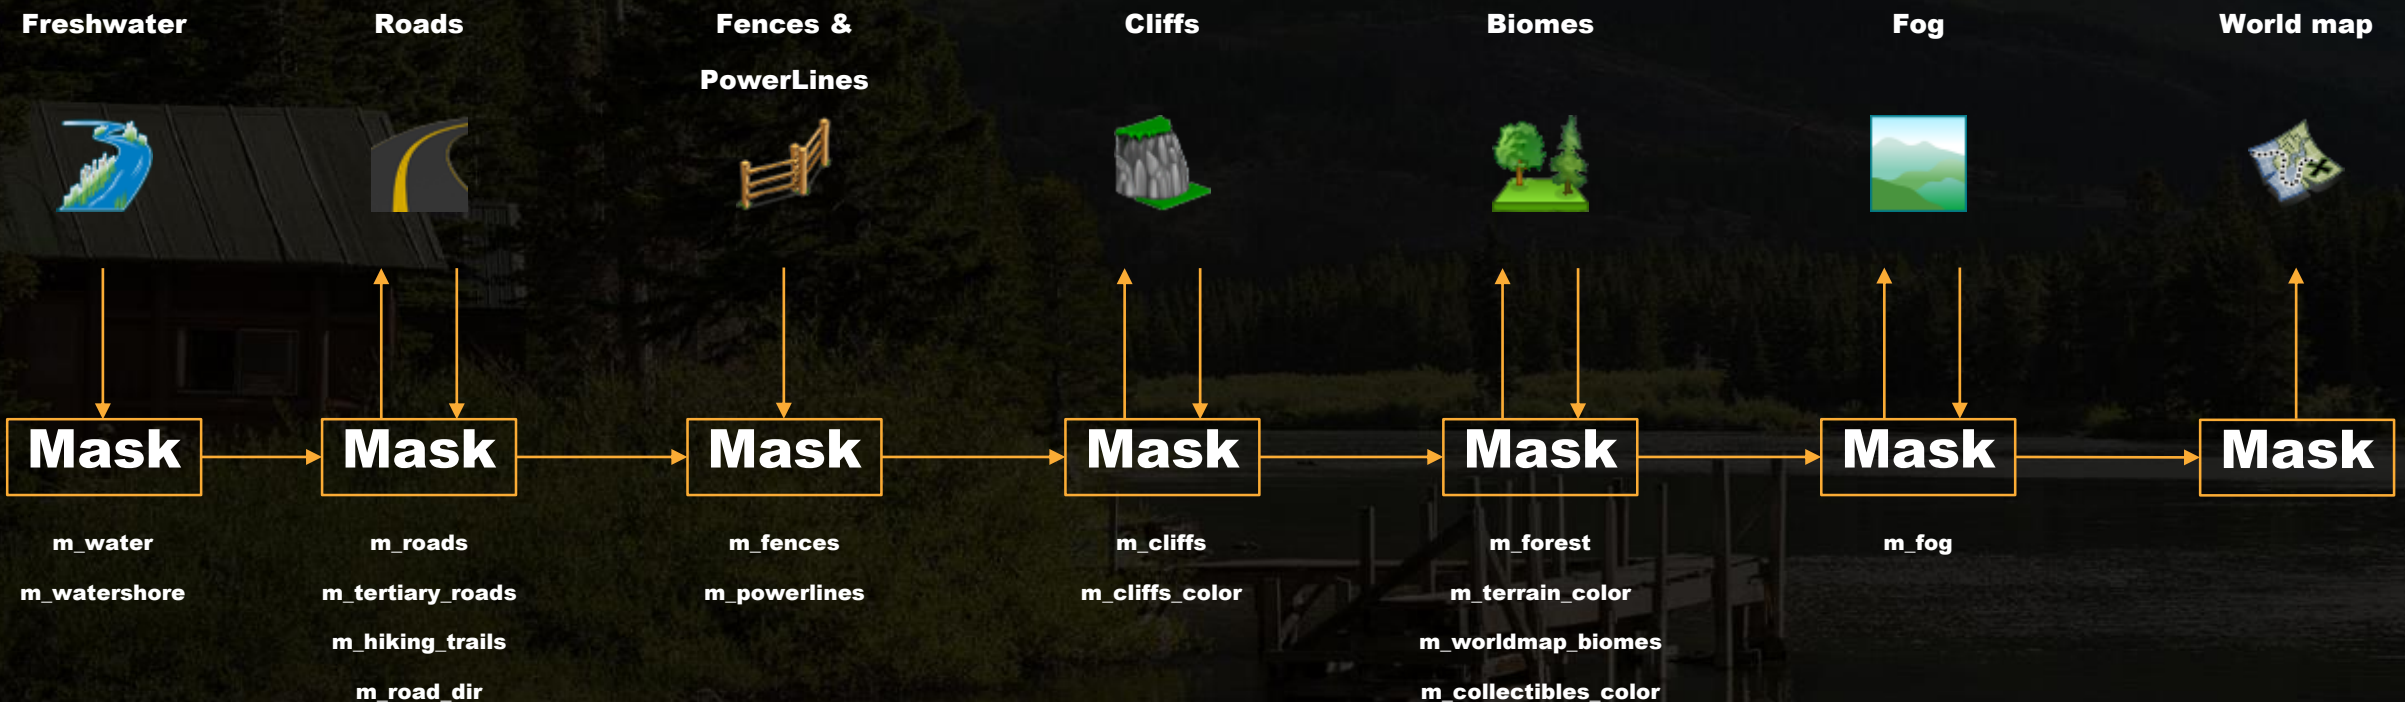 Freshwater
Roads
Fences &
PowerLines
Cliffs
Biomes
Fog
World map
Mask
Mask
Mask
Mask
Mask
Mask
Mask
m_water
m_watershore
m_roads
m_tertiary_roads
m_hiking_trails
m_road_dir
m_fences
m_powerlines
m_cliffs
m_cliffs_color
m_forest
m_terrain_color
m_worldmap_biomes
m_collectibles_color
m_fog